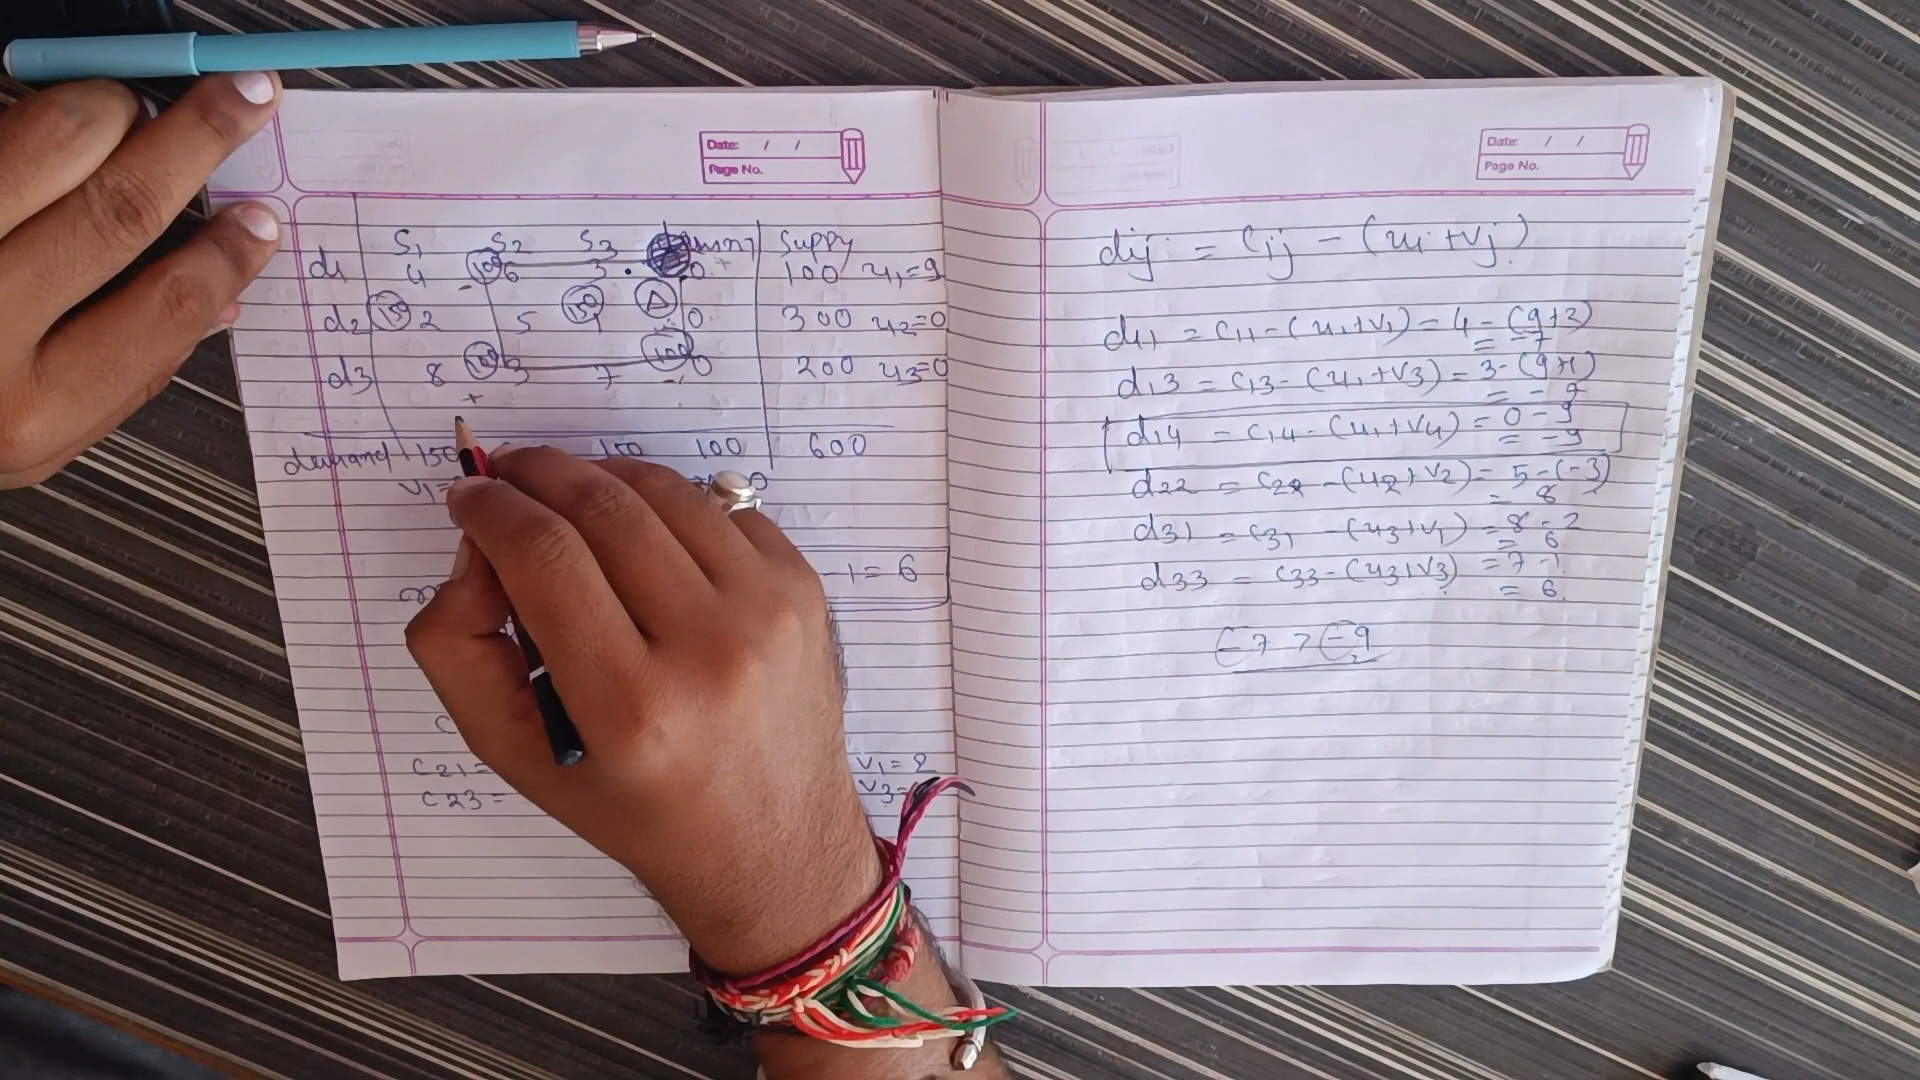 Date: / /
Page No.
S1 S2 S3 Supply
d1 4 100 6 3 0 100 u1=9
d2 150 2 5 150 1 Δ 0 300 u2=0
d3 8 100 3 7 100 0 200 u3=0
+
demand 150 150 100 600
V1=
-1 = 6
C21=
V1=2
C23=
V3=
Date: / /
Page No.
dij = Cij - (ui+vj)
d11 = C11-(u1+v1) = 4-(9+2)
= -7
d13 = C13-(u1+v3) = 3-(9+1)
= -7
d14 = C14-(u1+v4) = 0-9
= -9
d22 = C22-(u2+v2) = 5-(-3)
= 8
d31 = C31-(u3+v1) = 8-2
= 6
d33 = C33-(u3+v3) = 7-1
= 6
-7 > -9